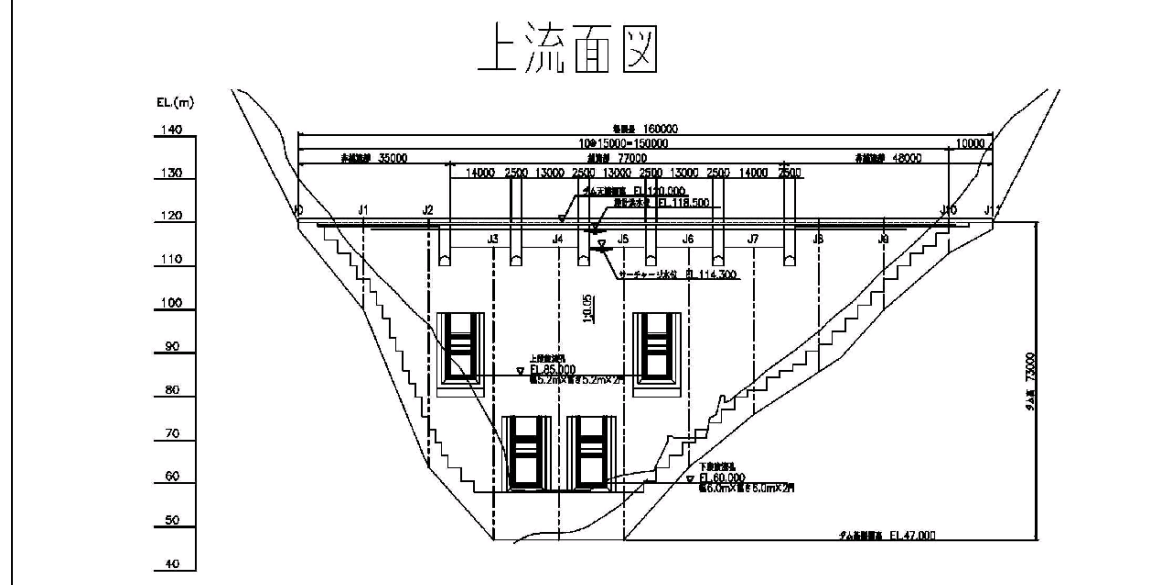 上流面図
EL.(m)
140
130
120
110
100
90
80
70
60
50
40
堤頂長 160000
10@15000=150000
10000
非越流部 35000
越流部 77000
非越流部 48000
14000 2500 13000 2500 13000 2500 13000 2500 14000 2500
ダム天端標高 EL.120.000
設計洪水位 EL.118.500
J0
J1
J2
J3
J4
J5
J6
J7
J8
J9
J10
J11
サーチャージ水位 EL.114.300
1:0.05
上段放流孔
EL.85.000
幅5.2m×高さ5.2m×2門
下段放流孔
EL.60.000
幅6.0m×高さ6.0m×2門
ダム高 73000
ダム基礎標高 EL.47.000